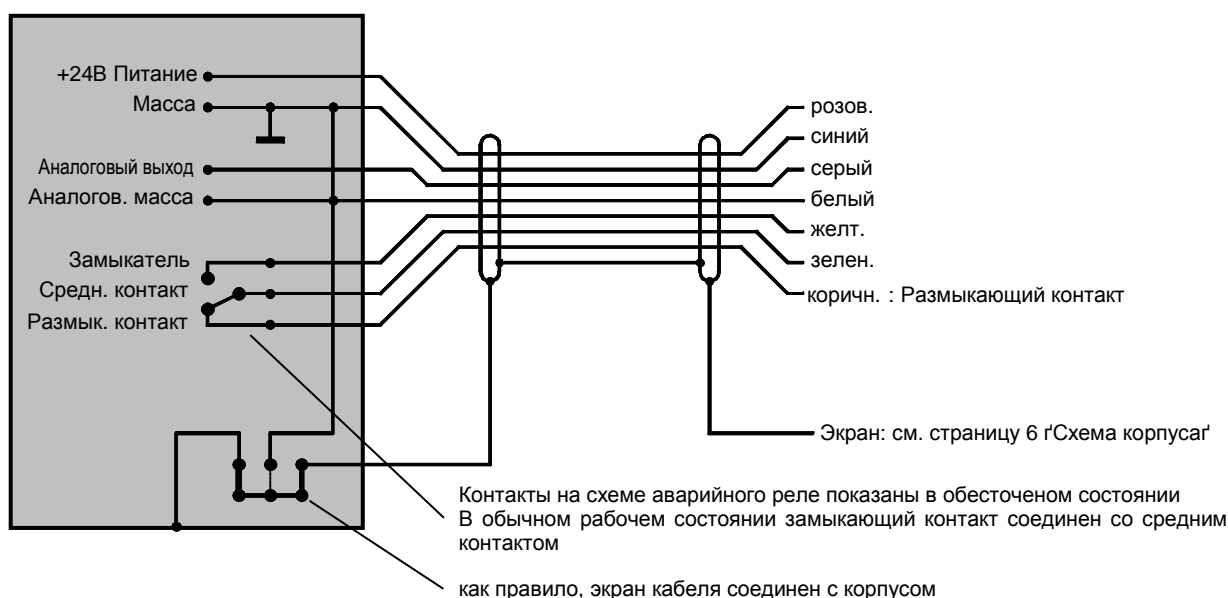 +24В Питание
Масса
Аналоговый выход
Аналогов. масса
Замыкатель
Средн. контакт
Размык. контакт
розов.
синий
серый
белый
желт.
зелен.
коричн. : Размыкающий контакт
Экран: см. страницу 6 ґСхема корпусаґ
Контакты на схеме аварийного реле показаны в обесточеном состоянии
В обычном рабочем состоянии замыкающий контакт соединен со средним
контактом
как правило, экран кабеля соединен с корпусом